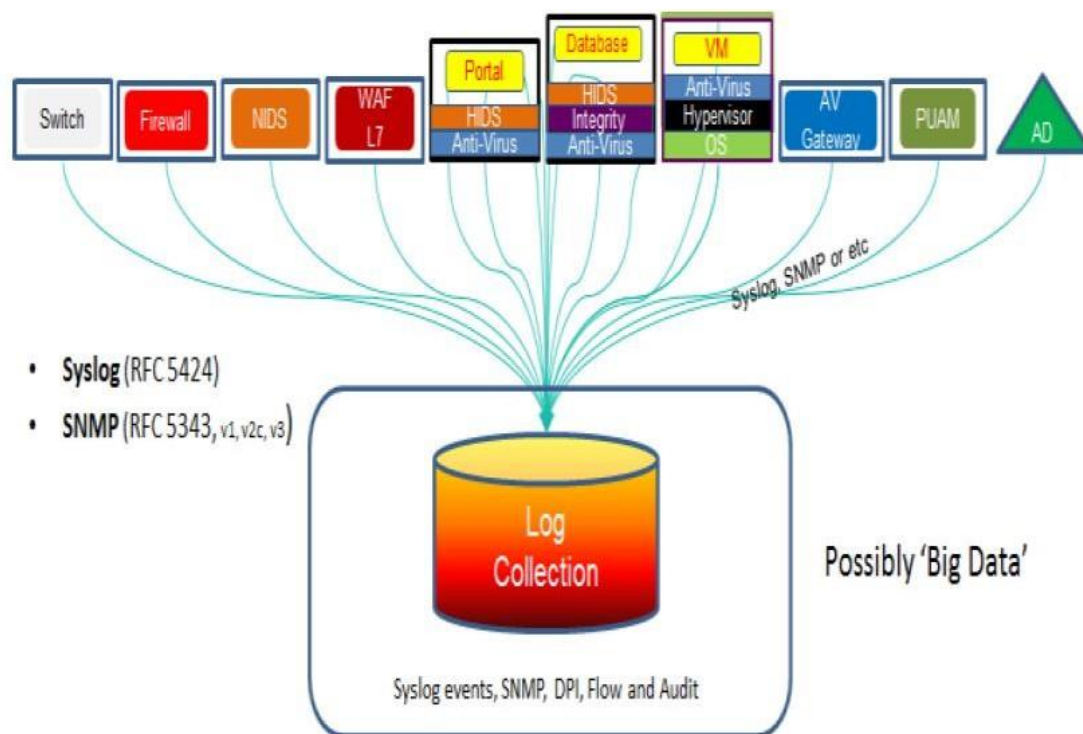 Switch
Firewall
NIDS
WAF
L7
Portal
HIDS
Anti-Virus
Database
HIDS
Integrity
Anti-Virus
VM
Anti-Virus
Hypervisor
OS
AV
Gateway
PUAM
AD
Syslog, SNMP or etc
• Syslog (RFC 5424)
• SNMP (RFC 5343, v1, v2c, v3)
Log
Collection
Possibly ‘Big Data’
Syslog events, SNMP, DPI, Flow and Audit